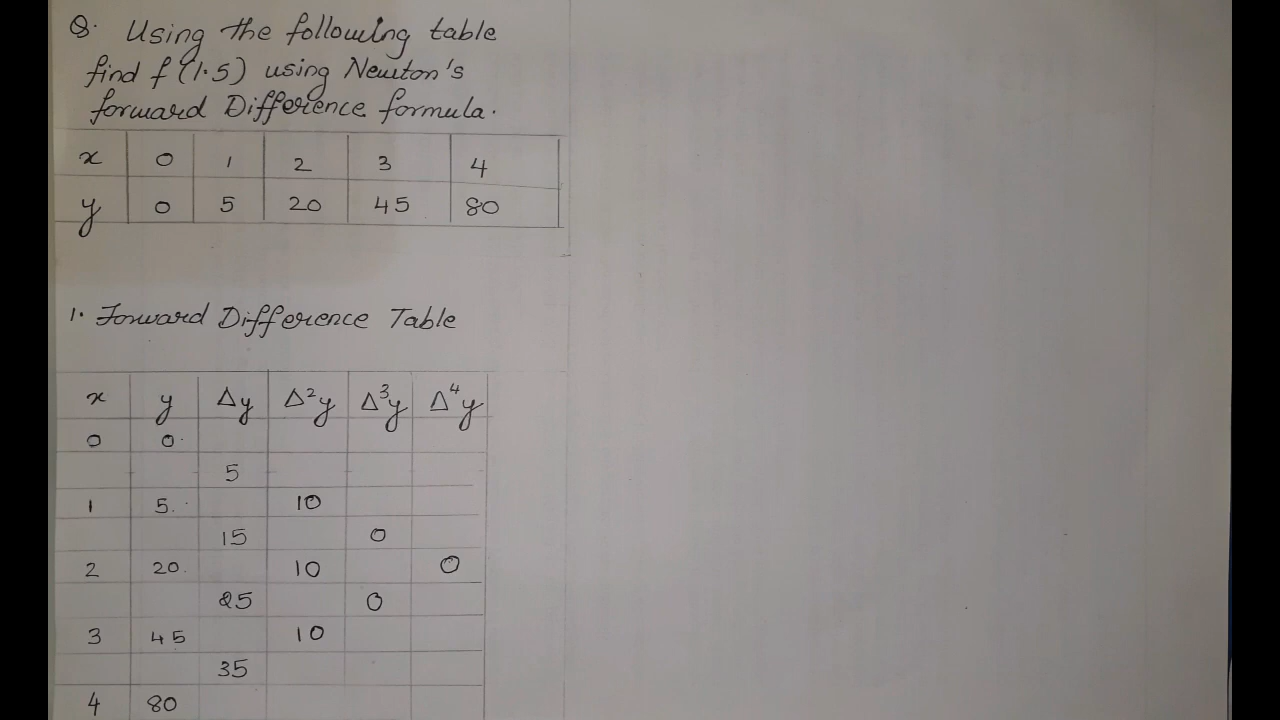 Q. Using the following table
find f(1.5) using Newton's
forward Difference formula.
x 0 1 2 3 4
y 0 5 20 45 80
1. Forward Difference Table
x y Δy Δ²y Δ³y Δ⁴y
0 0
5
1 5 10
15 0
2 20 10 0
25 0
3 45 10
35
4 80